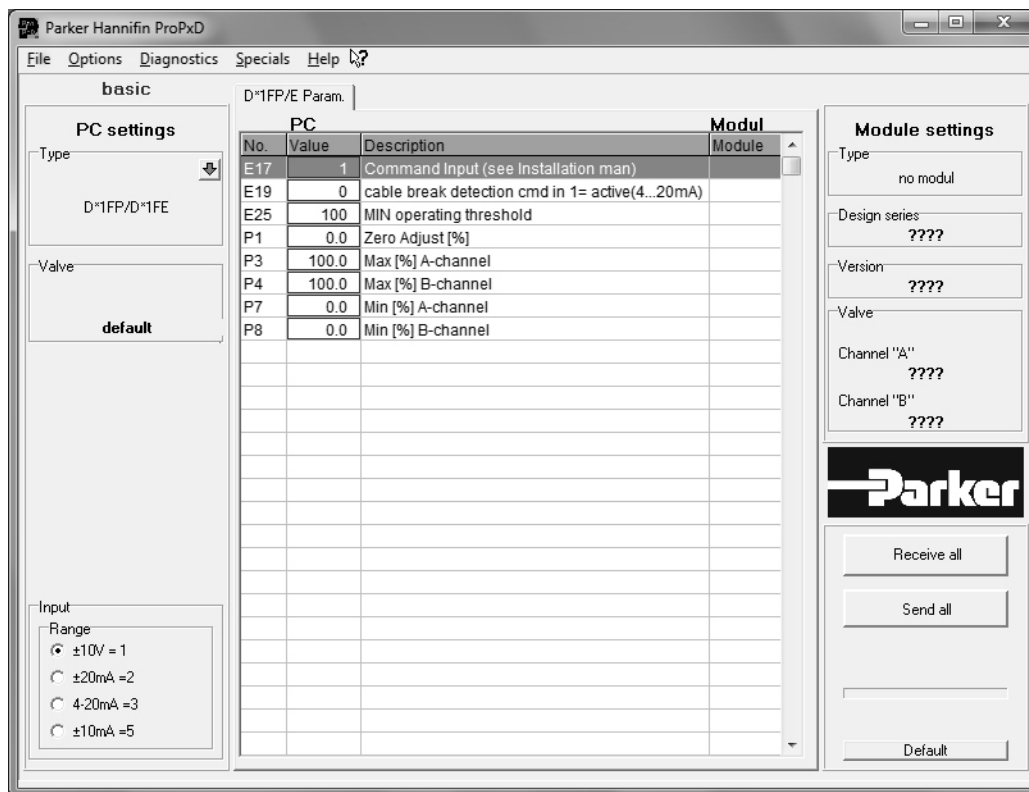 Parker Hannifin ProPxD
File Options Diagnostics Specials Help ?
basic
PC settings
Type
D*1FP/D*1FE
Valve
default
Input
Range
±10V = 1
±20mA =2
4-20mA =3
±10mA =5
D*1FP/E Param.
PC Modul
No. Value Description Module
E17 1 Command Input (see Installation man)
E19 0 cable break detection cmd in 1= active(4...20mA)
E25 100 MIN operating threshold
P1 0.0 Zero Adjust [%]
P3 100.0 Max [%] A-channel
P4 100.0 Max [%] B-channel
P7 0.0 Min [%] A-channel
P8 0.0 Min [%] B-channel
Module settings
Type
no modul
Design series
????
Version
????
Valve
Channel "A"
????
Channel "B"
????
Parker
Receive all
Send all
Default